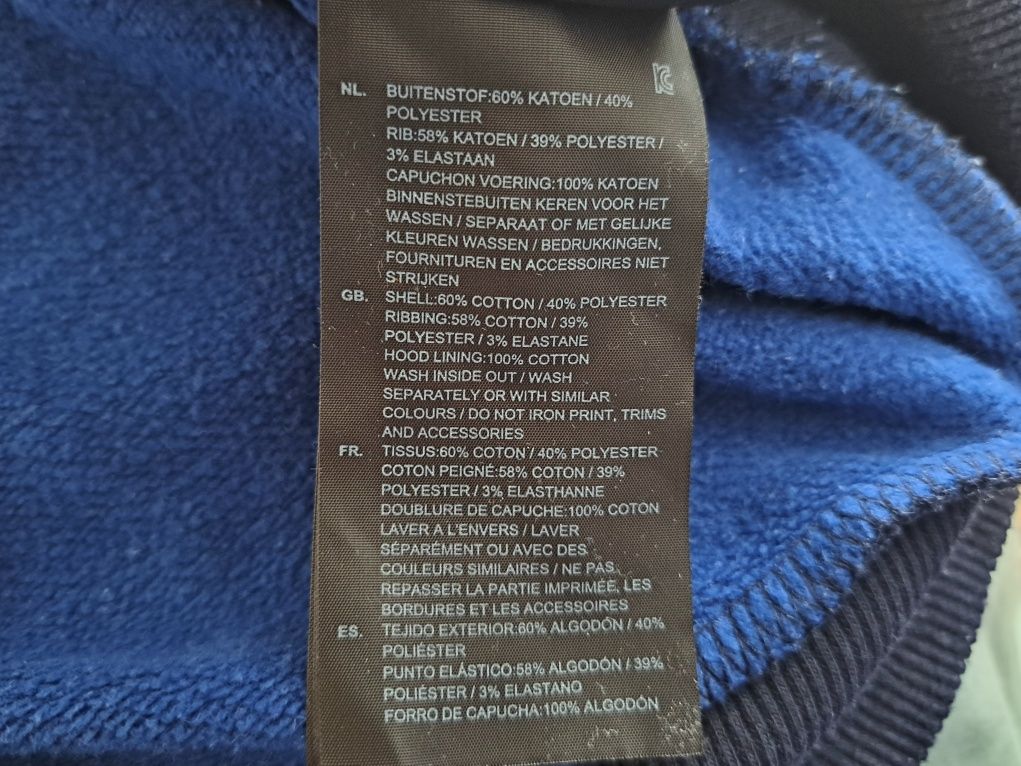 NL. BUITENSTOF:60% KATOEN / 40%
POLYESTER
RIB:58% KATOEN / 39% POLYESTER /
3% ELASTAAN
CAPUCHON VOERING:100% KATOEN
BINNENSTEBUITEN KEREN VOOR HET
WASSEN / SEPARAAT OF MET GELIJKE
KLEUREN WASSEN / BEDRUKKINGEN,
FOURNITUREN EN ACCESSOIRES NIET
STRIJKEN
GB. SHELL:60% COTTON / 40% POLYESTER
RIBBING:58% COTTON / 39%
POLYESTER / 3% ELASTANE
HOOD LINING:100% COTTON
WASH INSIDE OUT / WASH
SEPARATELY OR WITH SIMILAR
COLOURS / DO NOT IRON PRINT, TRIMS
AND ACCESSORIES
FR. TISSUS:60% COTON / 40% POLYESTER
COTON PEIGNÉ:58% COTON / 39%
POLYESTER / 3% ELASTHANNE
DOUBLURE DE CAPUCHE:100% COTON
LAVER A L'ENVERS / LAVER
SÉPARÉMENT OU AVEC DES
COULEURS SIMILAIRES / NE PAS
REPASSER LA PARTIE IMPRIMÉE, LES
BORDURES ET LES ACCESSOIRES
ES. TEJIDO EXTERIOR:60% ALGODÓN / 40%
POLIÉSTER
PUNTO ELÁSTICO:58% ALGODÓN / 39%
POLIÉSTER / 3% ELASTANO
FORRO DE CAPUCHA:100% ALGODÓN